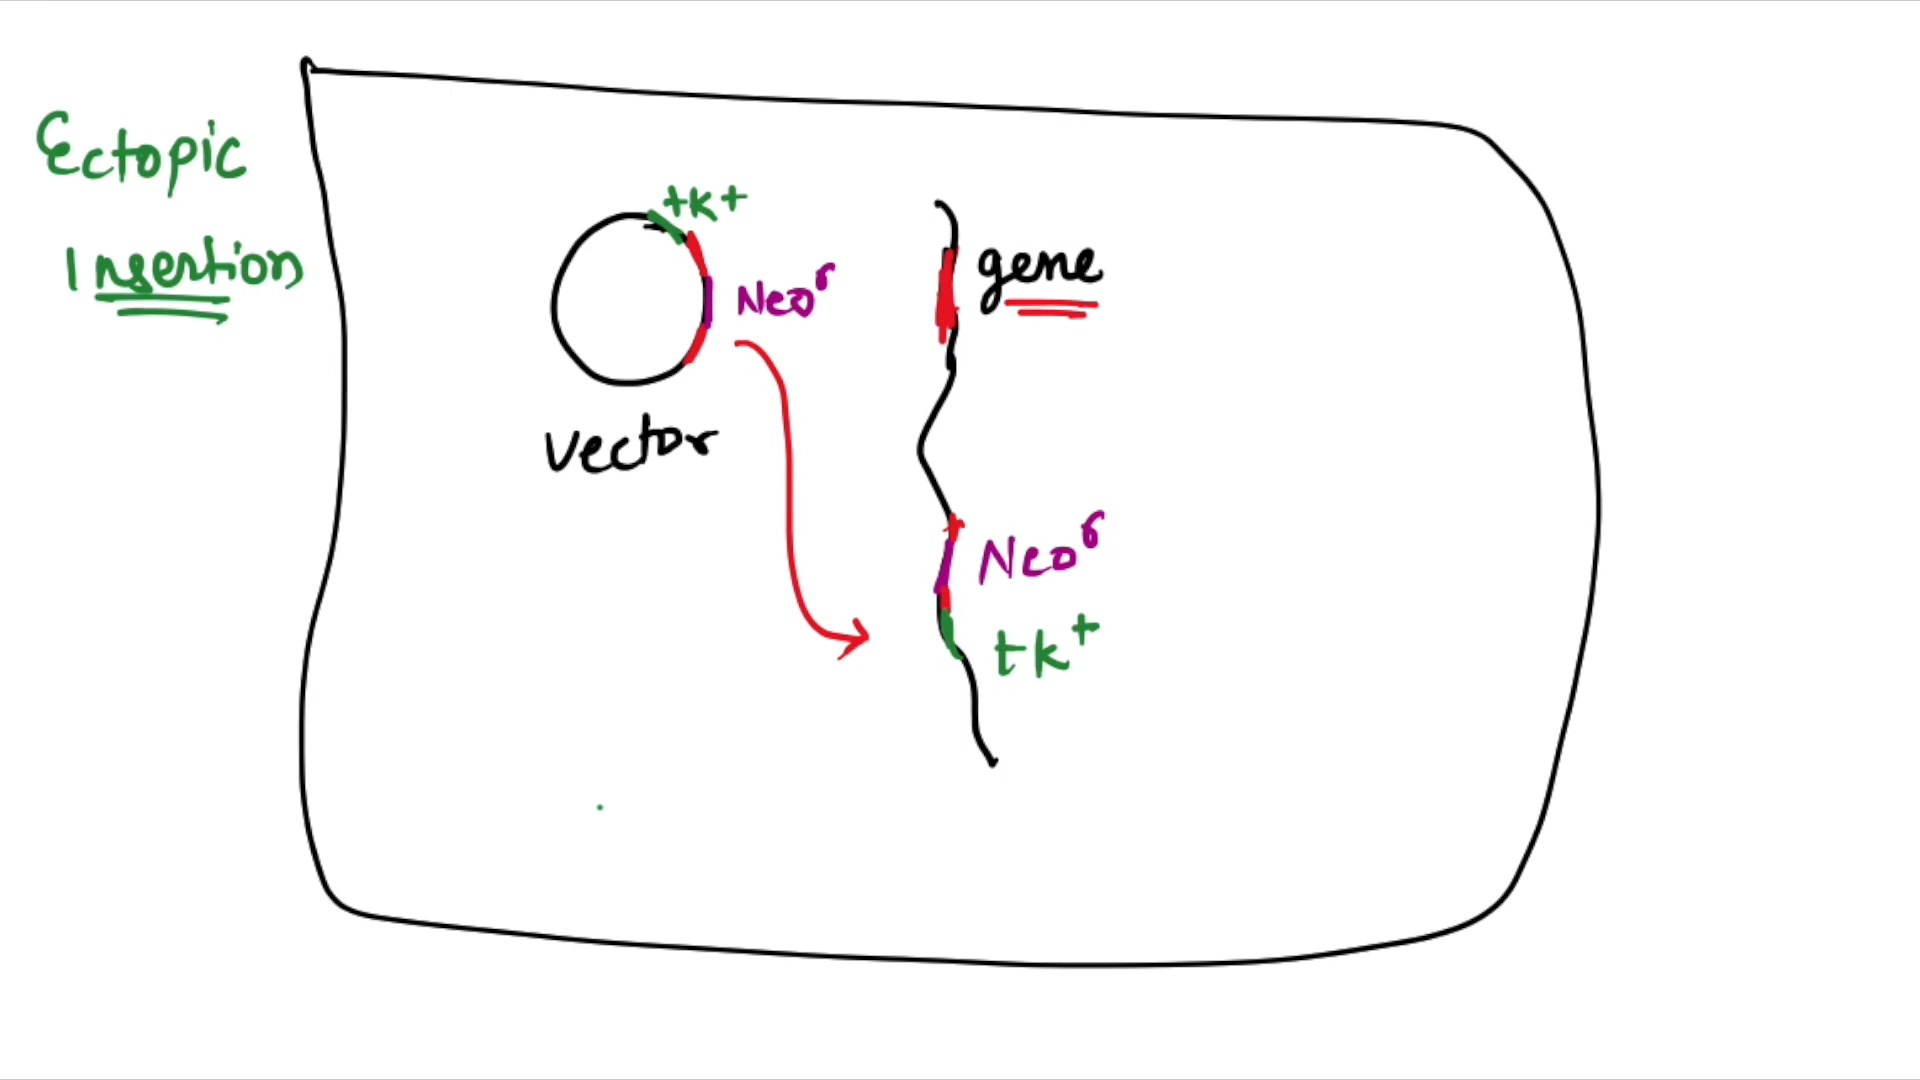 Ectopic
Insertion
tk+
Neoʳ
gene
vector
Neoʳ
tk⁺